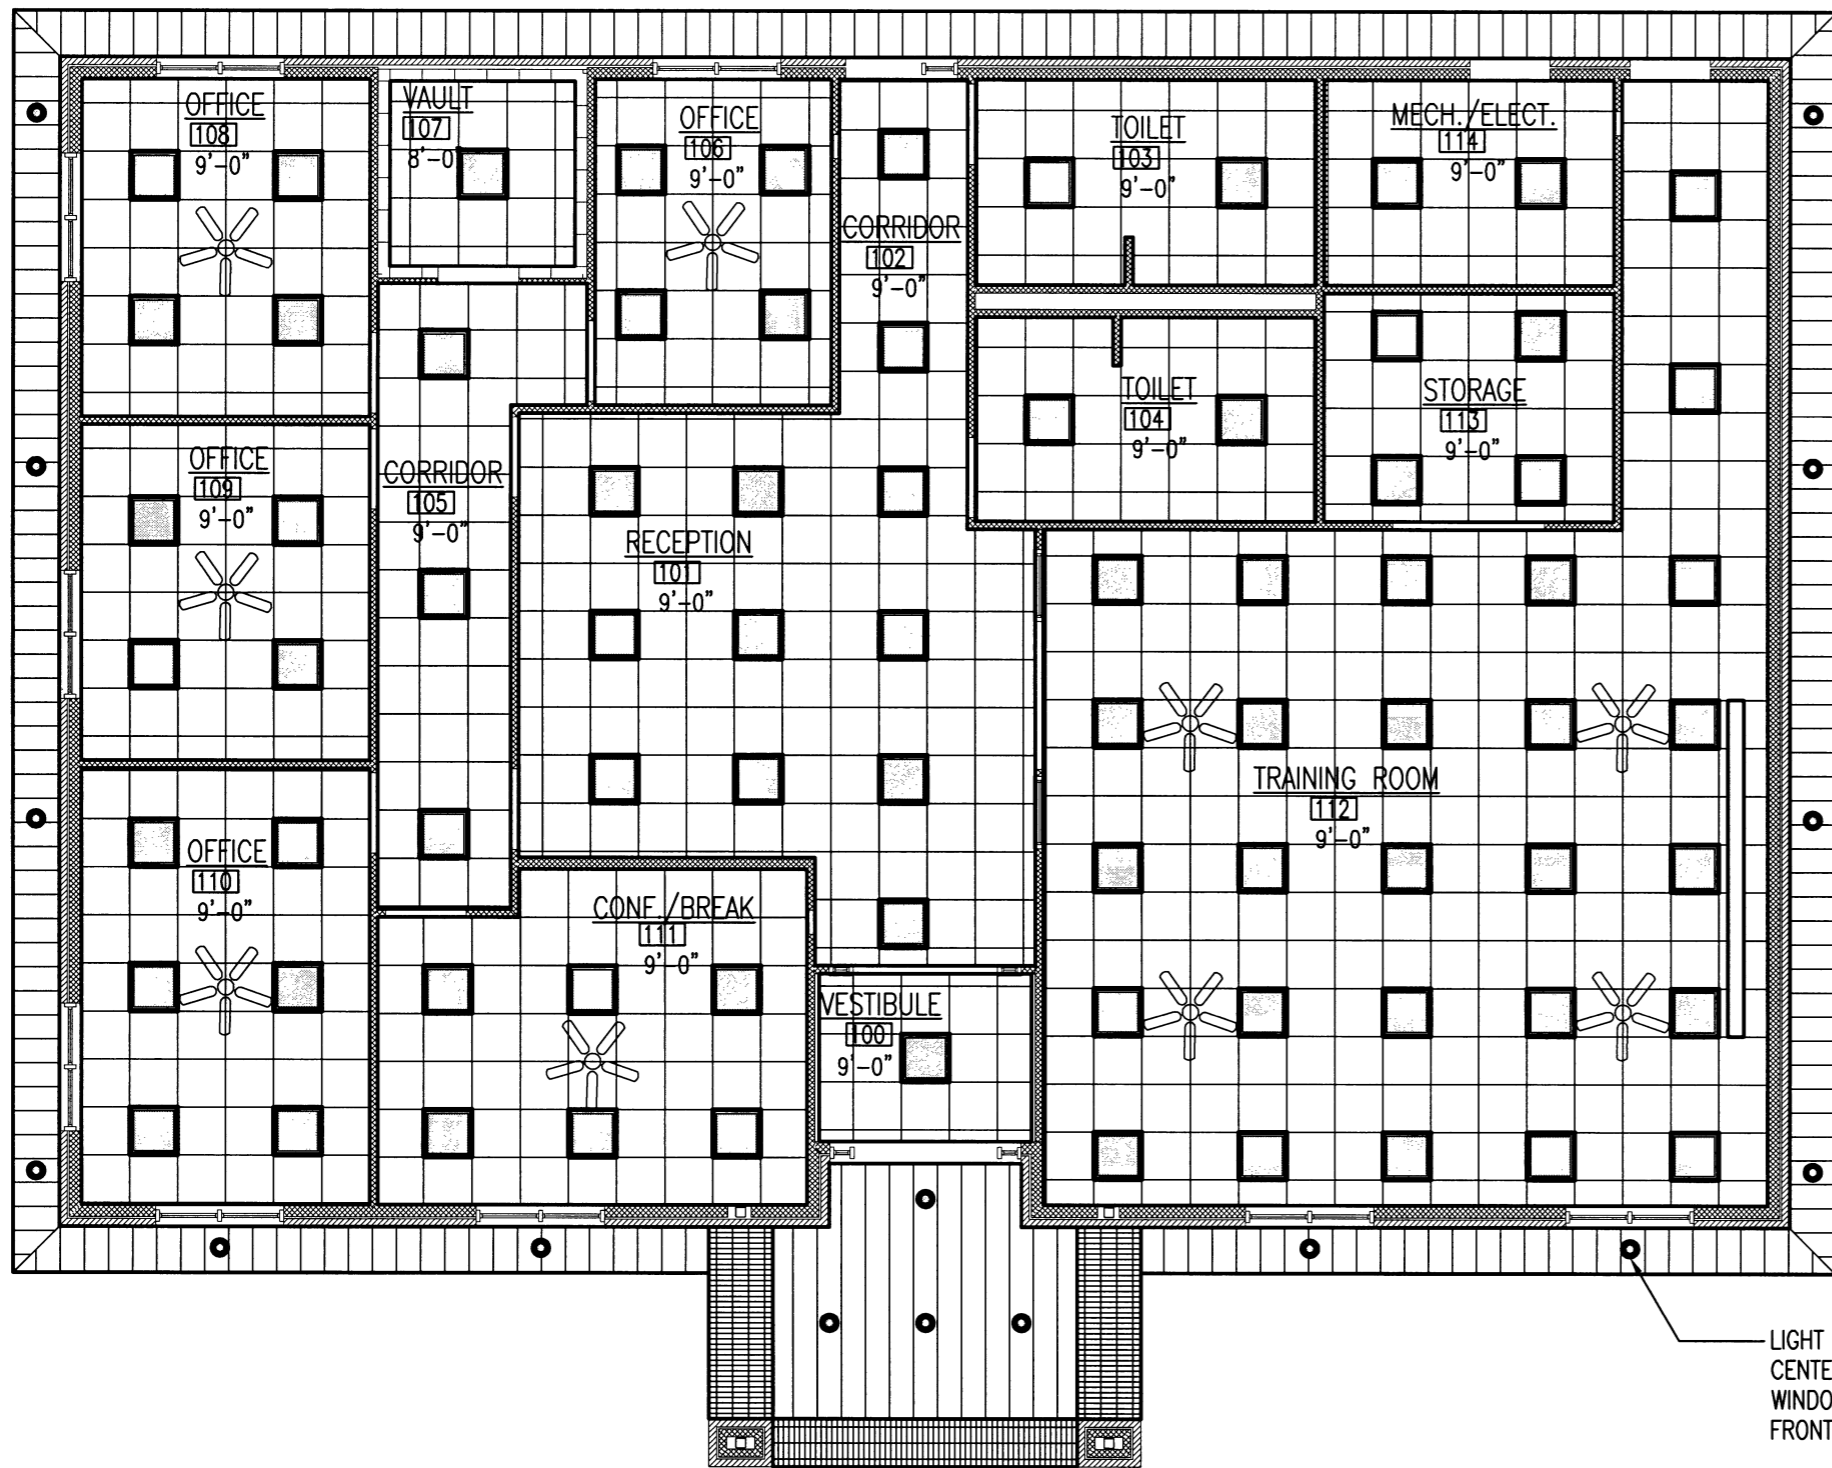 OFFICE
108
9'-0"
VAULT
107
8'-0
OFFICE
106
9'-0"
CORRIDOR
102
9'-0"
TOILET
103
9'-0"
MECH./ELECT.
114
9'-0"
TOILET
104
9'-0"
STORAGE
113
9'-0"
OFFICE
109
9'-0"
CORRIDOR
105
9'-0"
RECEPTION
101
9'-0"
TRAINING ROOM
112
9'-0"
OFFICE
110
9'-0"
CONF./BREAK
111
9'-0"
VESTIBULE
100
9'-0"
LIGHT
CENTE
WINDO
FRONT